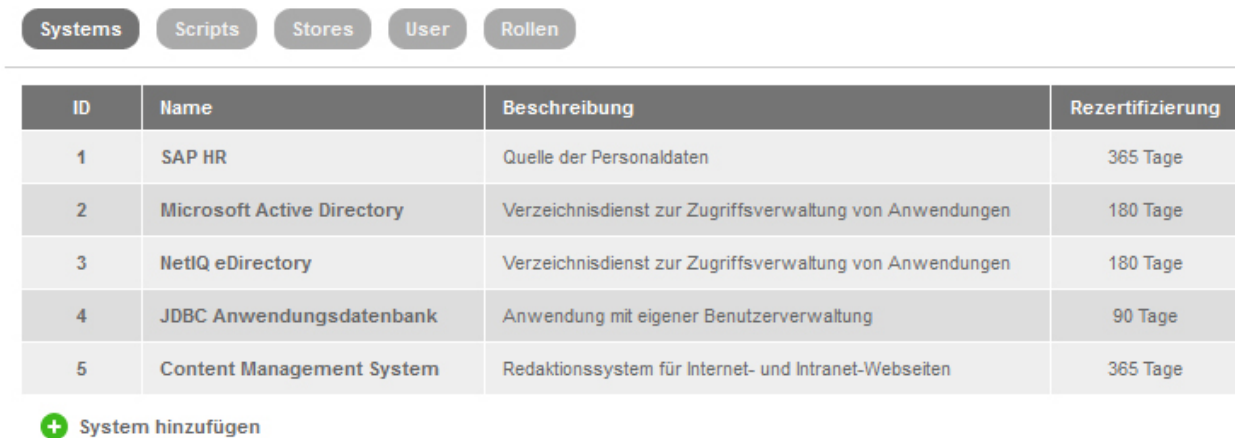 Systems Scripts Stores User Rollen
ID Name Beschreibung Rezertifizierung
1 SAP HR Quelle der Personaldaten 365 Tage
2 Microsoft Active Directory Verzeichnisdienst zur Zugriffsverwaltung von Anwendungen 180 Tage
3 NetIQ eDirectory Verzeichnisdienst zur Zugriffsverwaltung von Anwendungen 180 Tage
4 JDBC Anwendungsdatenbank Anwendung mit eigener Benutzerverwaltung 90 Tage
5 Content Management System Redaktionssystem für Internet- und Intranet-Webseiten 365 Tage
System hinzufügen